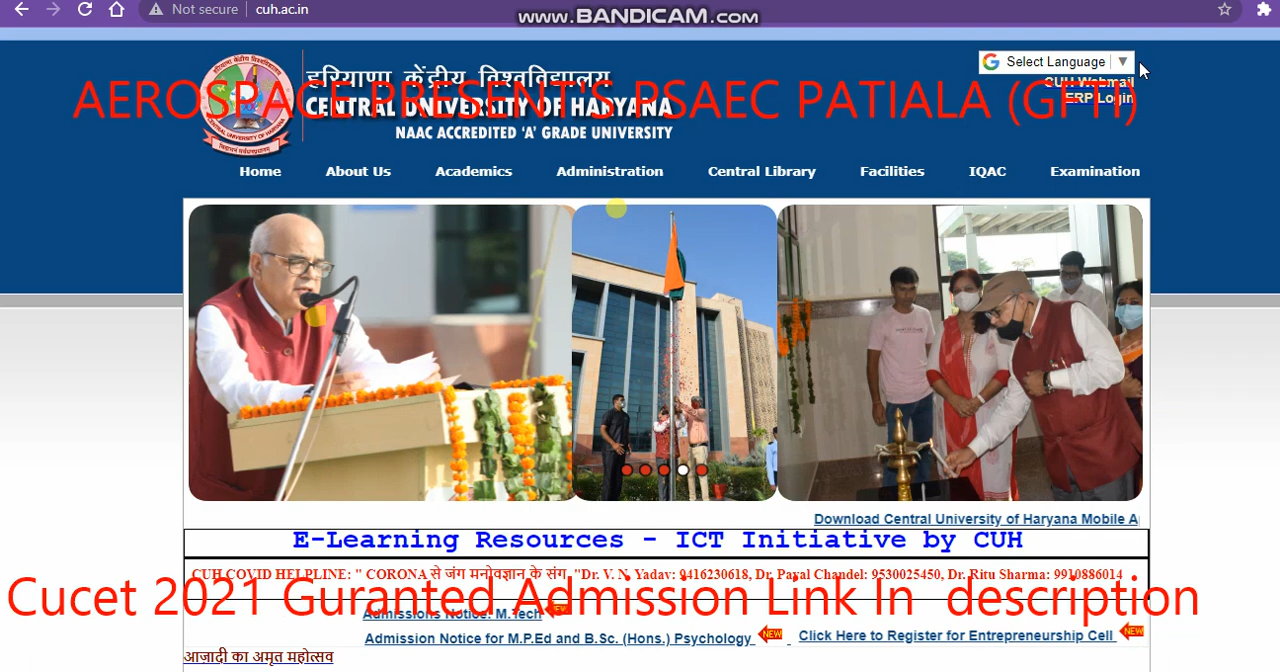 Not secure cuh.ac.in
www.BANDICAM.com
Select Language ▼
हरियाणा केंद्रीय विश्वविद्यालय
CUH Webmail
AEROSPACE PRESENT'S PSAEC PATIALA (GFTI)
CENTRAL UNIVERSITY OF HARYANA
ERP Login
NAAC ACCREDITED 'A' GRADE UNIVERSITY
Home About Us Academics Administration Central Library Facilities IQAC Examination
Download Central University of Haryana Mobile A
E-Learning Resources - ICT Initiative by CUH
CUH COVID HELPLINE: " CORONA से जंग मनोवज्ञान के संग, "Dr. V. N. Yadav: 9416230618, Dr. Payal Chandel: 9530025450, Dr. Ritu Sharma: 9910886014
Cucet 2021 Guranted Admission Link In description
Admissions Notice: M.Tech NEW
Admission Notice for M.P.Ed and B.Sc. (Hons.) Psychology NEW Click Here to Register for Entrepreneurship Cell NEW
आज़ादी का अमृत महोत्सव